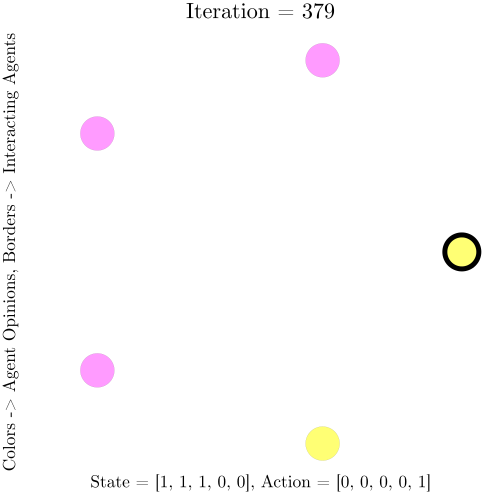 Iteration = 379
Colors -> Agent Opinions, Borders -> Interacting Agents
State = [1, 1, 1, 0, 0], Action = [0, 0, 0, 0, 1]